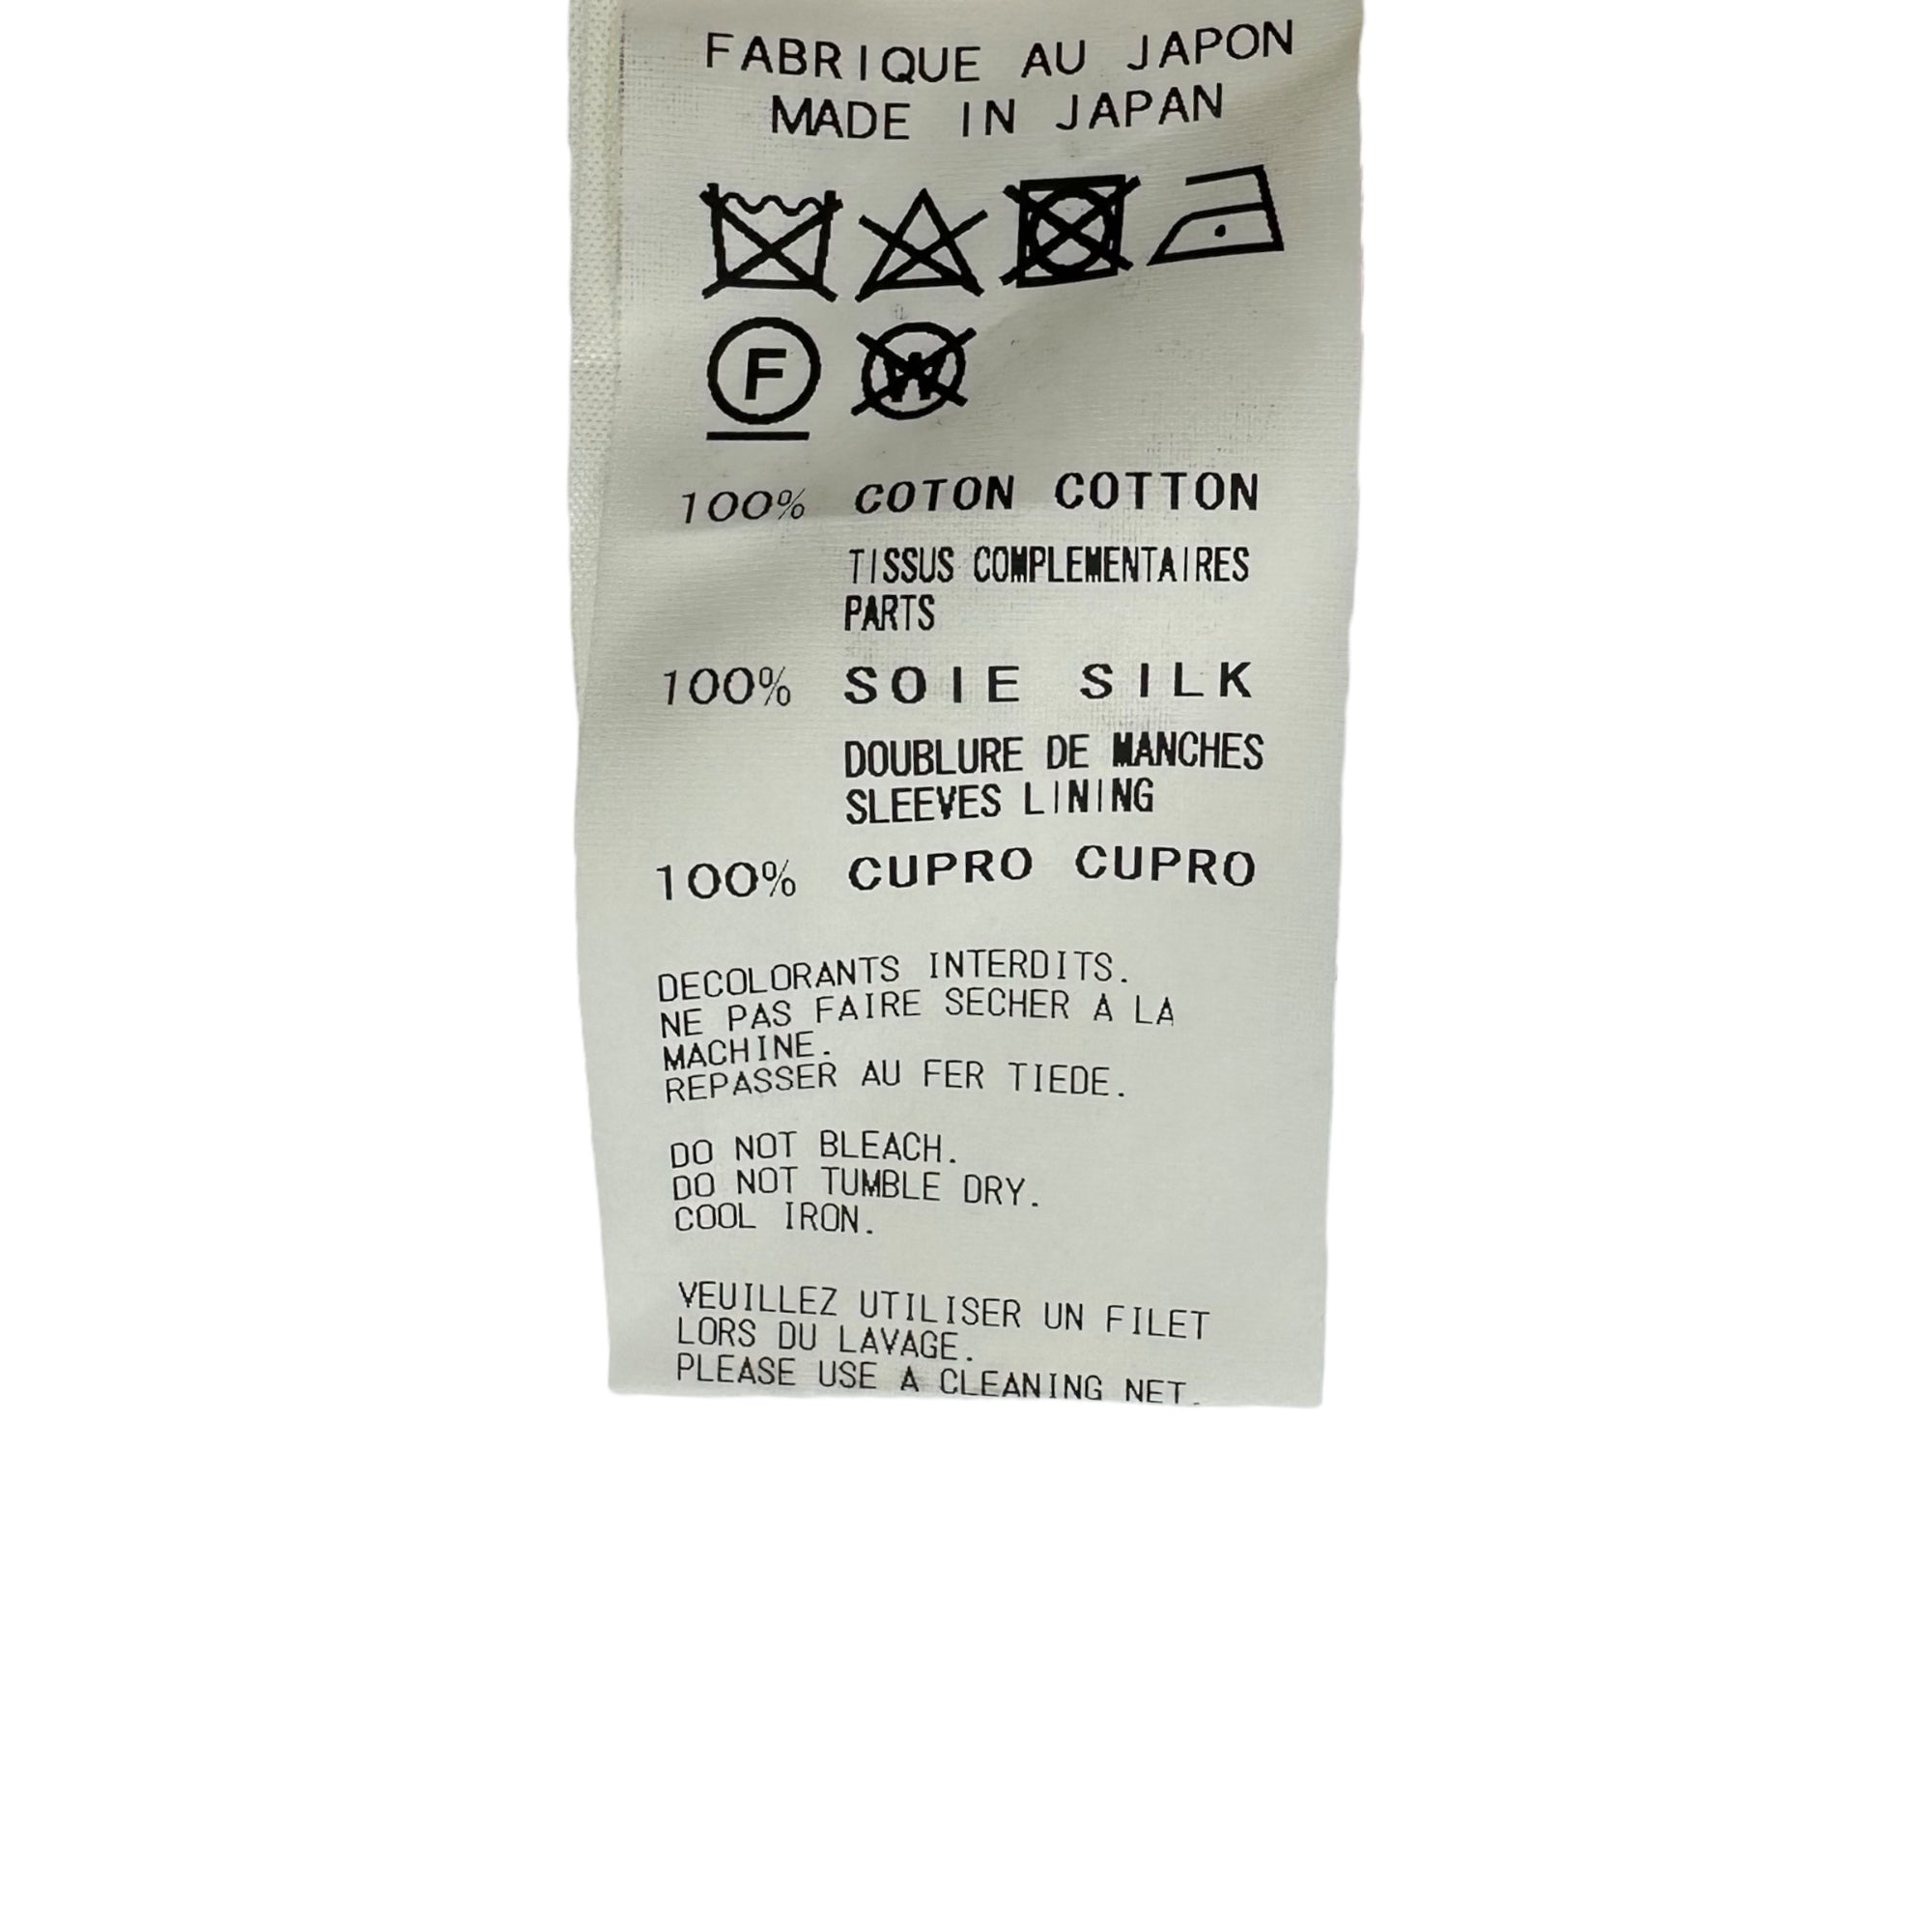 FABRIQUE AU JAPON
MADE IN JAPAN
F W
100% COTON COTTON
TISSUS COMPLEMENTAIRES
PARTS
100% SOIE SILK
DOUBLURE DE MANCHES
SLEEVES LINING
100% CUPRO CUPRO
DECOLORANTS INTERDITS.
NE PAS FAIRE SECHER A LA
MACHINE.
REPASSER AU FER TIEDE.
DO NOT BLEACH.
DO NOT TUMBLE DRY.
COOL IRON.
VEUILLEZ UTILISER UN FILET
LORS DU LAVAGE.
PLEASE USE A CLEANING NET.